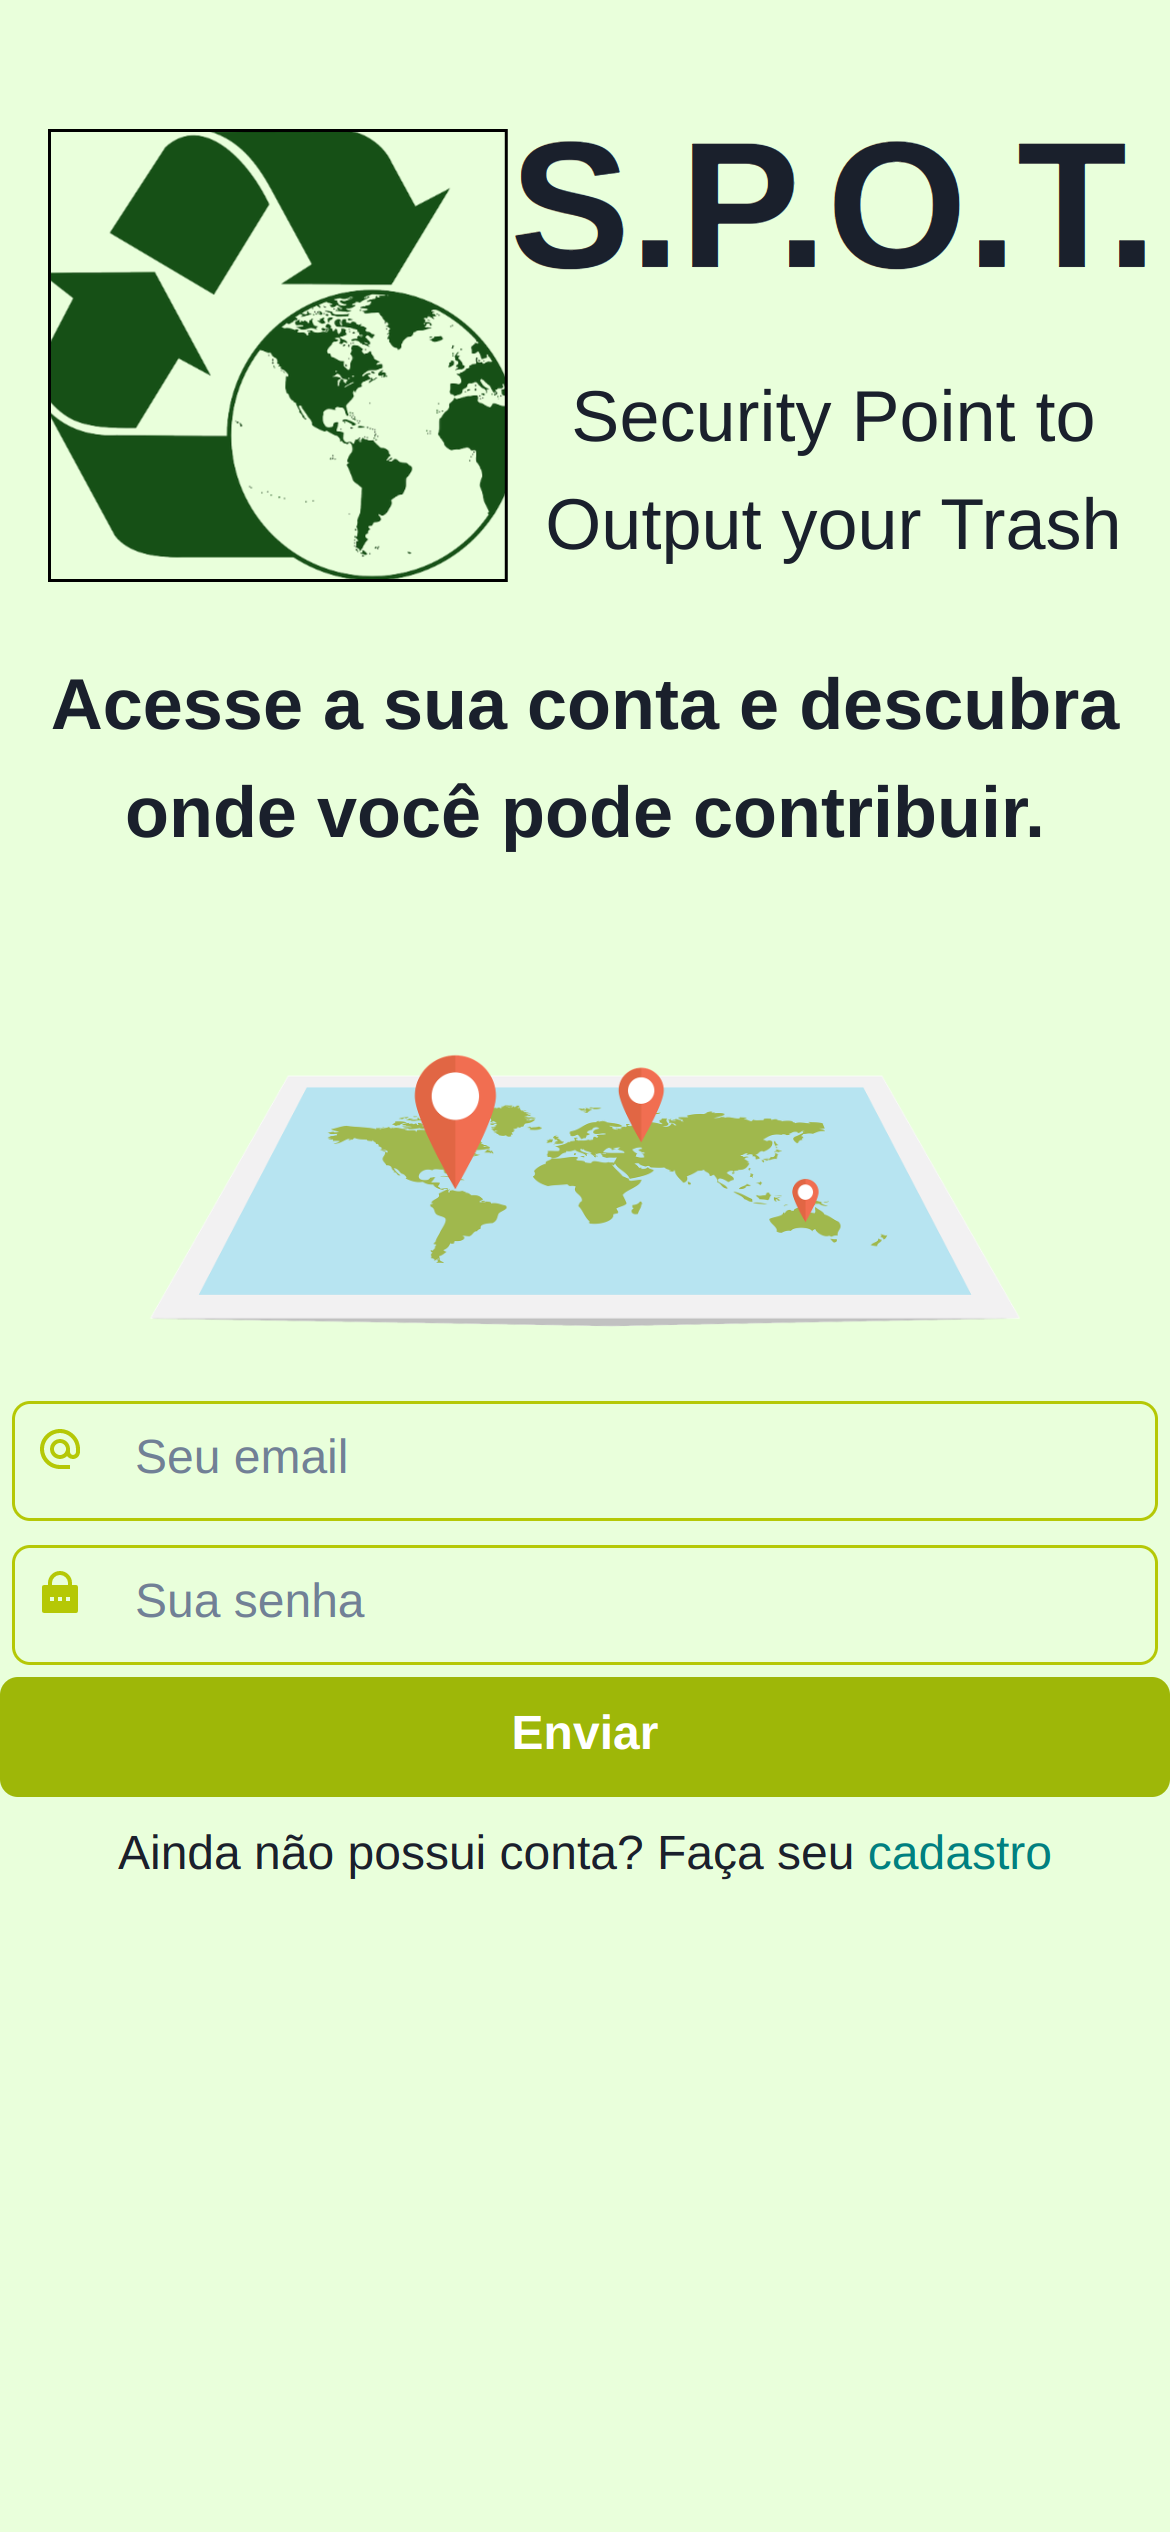 S.P.O.T.
Security Point to
Output your Trash
Acesse a sua conta e descubra
onde você pode contribuir.
Seu email
Sua senha
Enviar
Ainda não possui conta? Faça seu cadastro